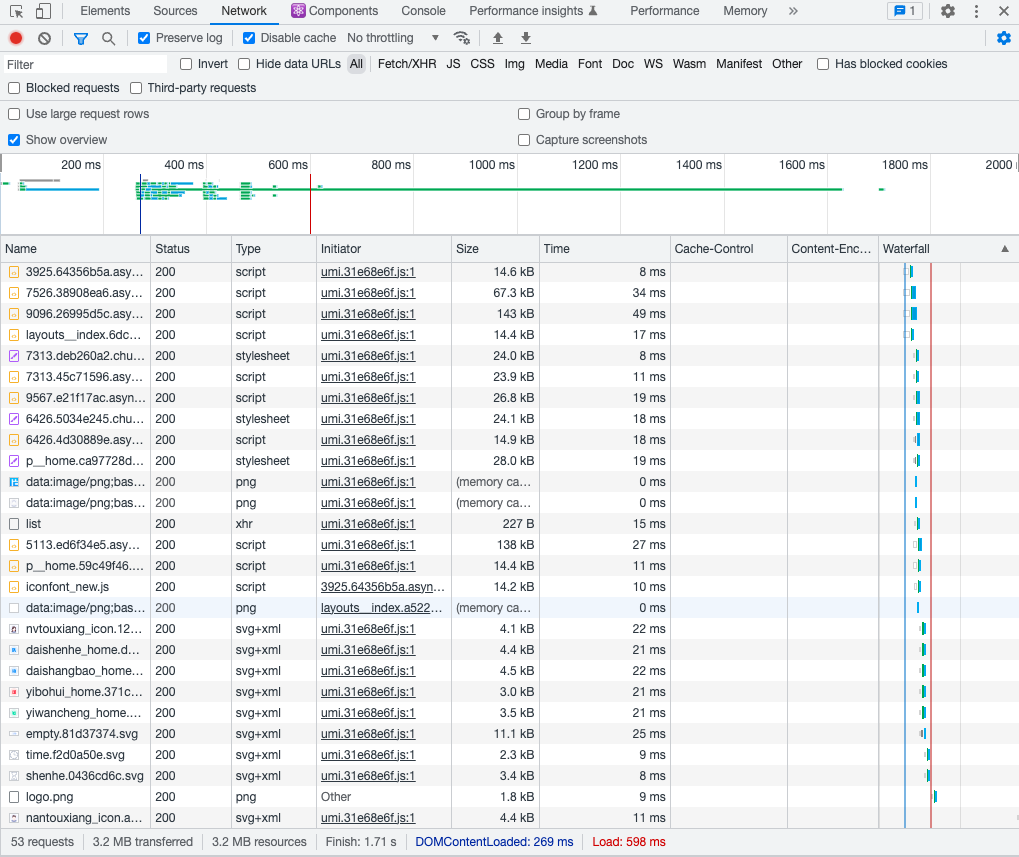 Elements Sources Network Components Console Performance insights Performance Memory 1
Preserve log Disable cache No throttling
Filter Invert Hide data URLs All Fetch/XHR JS CSS Img Media Font Doc WS Wasm Manifest Other Has blocked cookies
Blocked requests Third-party requests
Use large request rows Group by frame
Show overview Capture screenshots
200 ms 400 ms 600 ms 800 ms 1000 ms 1200 ms 1400 ms 1600 ms 1800 ms 2000
Name Status Type Initiator Size Time Cache-Control Content-Enc... Waterfall
3925.64356b5a.asy... 200 script umi.31e68e6f.js:1 14.6 kB 8 ms
7526.38908ea6.asy... 200 script umi.31e68e6f.js:1 67.3 kB 34 ms
9096.26995d5c.asy... 200 script umi.31e68e6f.js:1 143 kB 49 ms
layouts__index.6dc... 200 script umi.31e68e6f.js:1 14.4 kB 17 ms
7313.deb260a2.chu... 200 stylesheet umi.31e68e6f.js:1 24.0 kB 8 ms
7313.45c71596.asy... 200 script umi.31e68e6f.js:1 23.9 kB 11 ms
9567.e21f17ac.asyn... 200 script umi.31e68e6f.js:1 26.8 kB 19 ms
6426.5034e245.chu... 200 stylesheet umi.31e68e6f.js:1 24.1 kB 18 ms
6426.4d30889e.asy... 200 script umi.31e68e6f.js:1 14.9 kB 18 ms
p__home.ca97728d... 200 stylesheet umi.31e68e6f.js:1 28.0 kB 19 ms
data:image/png;bas... 200 png umi.31e68e6f.js:1 (memory ca... 0 ms
data:image/png;bas... 200 png umi.31e68e6f.js:1 (memory ca... 0 ms
list 200 xhr umi.31e68e6f.js:1 227 B 15 ms
5113.ed6f34e5.asy... 200 script umi.31e68e6f.js:1 138 kB 27 ms
p__home.59c49f46.... 200 script umi.31e68e6f.js:1 14.4 kB 11 ms
iconfont_new.js 200 script 3925.64356b5a.asyn... 14.2 kB 10 ms
data:image/png;bas... 200 png layouts__index.a522... (memory ca... 0 ms
nvtouxiang_icon.12... 200 svg+xml umi.31e68e6f.js:1 4.1 kB 22 ms
daishenhe_home.d... 200 svg+xml umi.31e68e6f.js:1 4.4 kB 21 ms
daishangbao_home... 200 svg+xml umi.31e68e6f.js:1 4.5 kB 22 ms
yibohui_home.371c... 200 svg+xml umi.31e68e6f.js:1 3.0 kB 21 ms
yiwancheng_home.... 200 svg+xml umi.31e68e6f.js:1 3.5 kB 21 ms
empty.81d37374.svg 200 svg+xml umi.31e68e6f.js:1 11.1 kB 25 ms
time.f2d0a50e.svg 200 svg+xml umi.31e68e6f.js:1 2.3 kB 9 ms
shenhe.0436cd6c.svg 200 svg+xml umi.31e68e6f.js:1 3.4 kB 8 ms
logo.png 200 png Other 1.8 kB 9 ms
nantouxiang_icon.a... 200 svg+xml umi.31e68e6f.js:1 4.4 kB 11 ms
53 requests 3.2 MB transferred 3.2 MB resources Finish: 1.71 s DOMContentLoaded: 269 ms Load: 598 ms